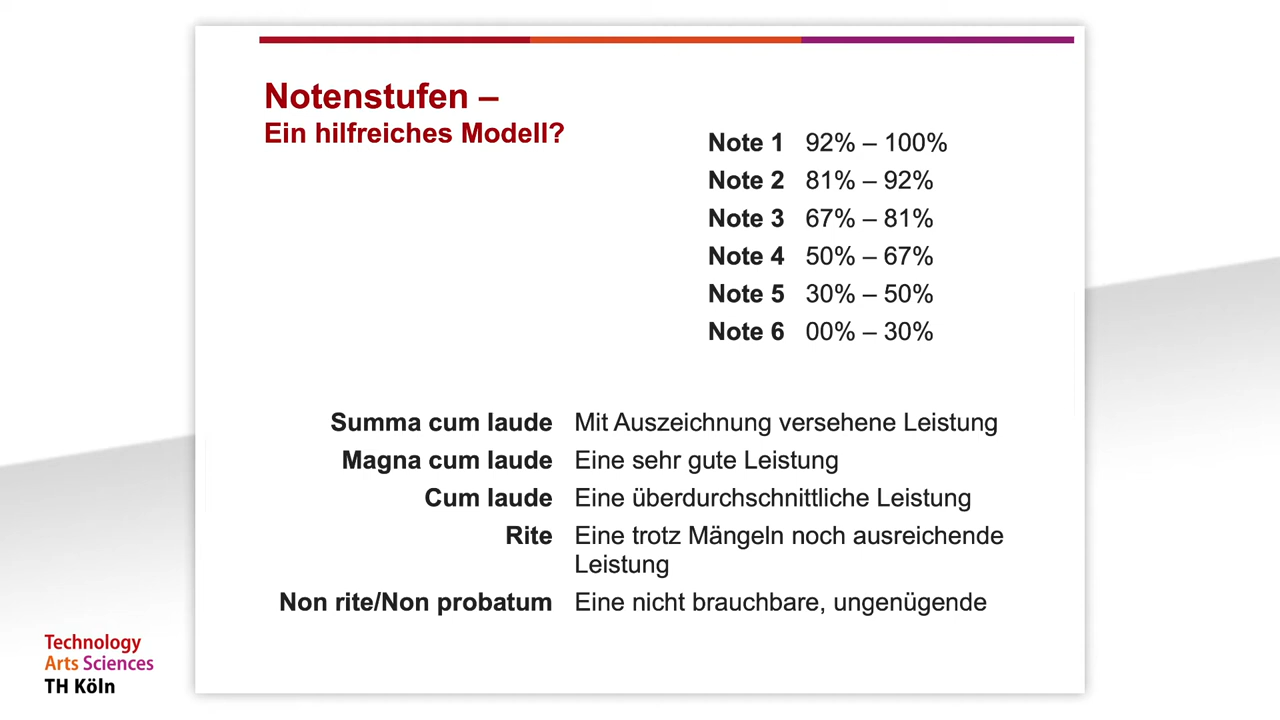 Notenstufen –
Ein hilfreiches Modell?
Note 1 92% – 100%
Note 2 81% – 92%
Note 3 67% – 81%
Note 4 50% – 67%
Note 5 30% – 50%
Note 6 00% – 30%
Summa cum laude Mit Auszeichnung versehene Leistung
Magna cum laude Eine sehr gute Leistung
Cum laude Eine überdurchschnittliche Leistung
Rite Eine trotz Mängeln noch ausreichende
Leistung
Non rite/Non probatum Eine nicht brauchbare, ungenügende
Technology
Arts Sciences
TH Köln